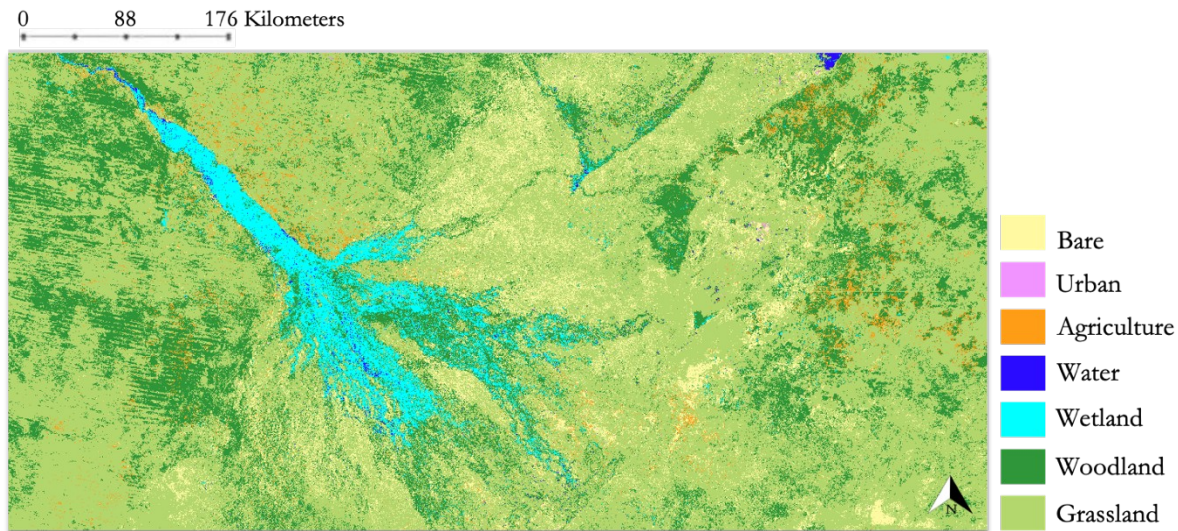 0 88 176 Kilometers
Bare
Urban
Agriculture
Water
Wetland
Woodland
Grassland
N